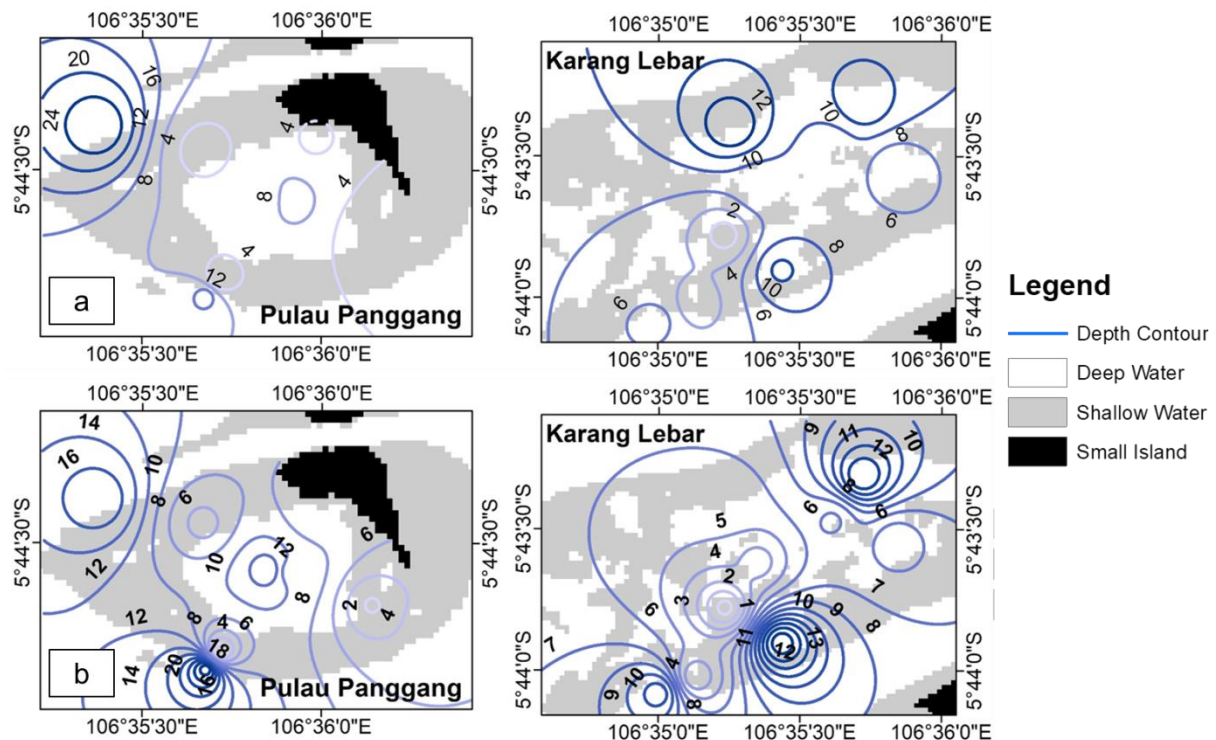 106°35'30"E 106°36'0"E
20
16
24
12
4
4
8
8
4
4
12
5°44'30"S
5°44'30"S
a
Pulau Panggang
106°35'30"E 106°36'0"E
106°35'0"E 106°35'30"E 106°36'0"E
Karang Lebar
12
10
10
8
6
2
8
4
10
6
6
5°43'30"S
5°44'0"S
5°43'30"S
5°44'0"S
106°35'0"E 106°35'30"E 106°36'0"E
Legend
Depth Contour
Deep Water
Shallow Water
Small Island
106°35'30"E 106°36'0"E
14
16
10
8
6
12
12
10
6
8
2
4
12
8
4
6
18
14
20
16
5°44'30"S
5°44'30"S
b
Pulau Panggang
106°35'30"E 106°36'0"E
106°35'0"E 106°35'30"E 106°36'0"E
Karang Lebar
9
11
12
10
8
6
6
5
4
2
3
1
6
7
10
9
8
11
13
12
7
4
10
9
8
5°43'30"S
5°44'0"S
5°43'30"S
5°44'0"S
106°35'0"E 106°35'30"E 106°36'0"E